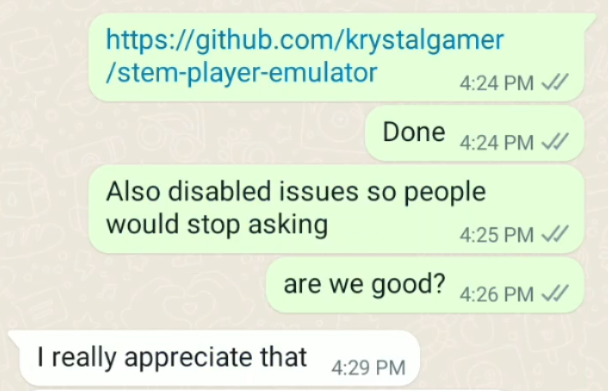 https://github.com/krystalgamer
/stem-player-emulator
4:24 PM
Done
4:24 PM
Also disabled issues so people
would stop asking
4:25 PM
are we good?
4:26 PM
I really appreciate that
4:29 PM